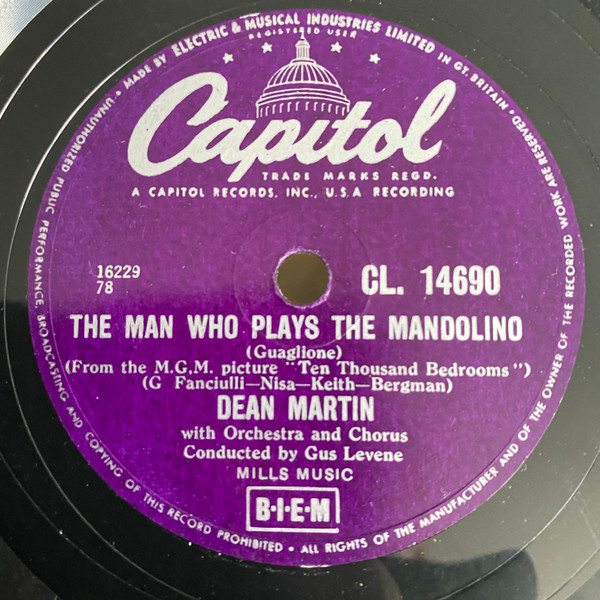 MADE BY ELECTRIC & MUSICAL INDUSTRIES LIMITED IN GT. BRITAIN
REGISTERED USER
Capitol
TRADE MARKS REGD.
A CAPITOL RECORDS, INC., U.S.A RECORDING
16229
78
CL. 14690
THE MAN WHO PLAYS THE MANDOLINO
(Guaglione)
(From the M.G.M. picture "Ten Thousand Bedrooms")
(G Fanciulli—Nisa—Keith—Bergman)
DEAN MARTIN
with Orchestra and Chorus
Conducted by Gus Levene
MILLS MUSIC
B·I·E·M
UNAUTHORIZED PUBLIC PERFORMANCE, BROADCASTING AND COPYING OF THIS RECORD PROHIBITED • ALL RIGHTS OF THE MANUFACTURER AND OF THE OWNER OF THE RECORDED WORK ARE RESERVED •